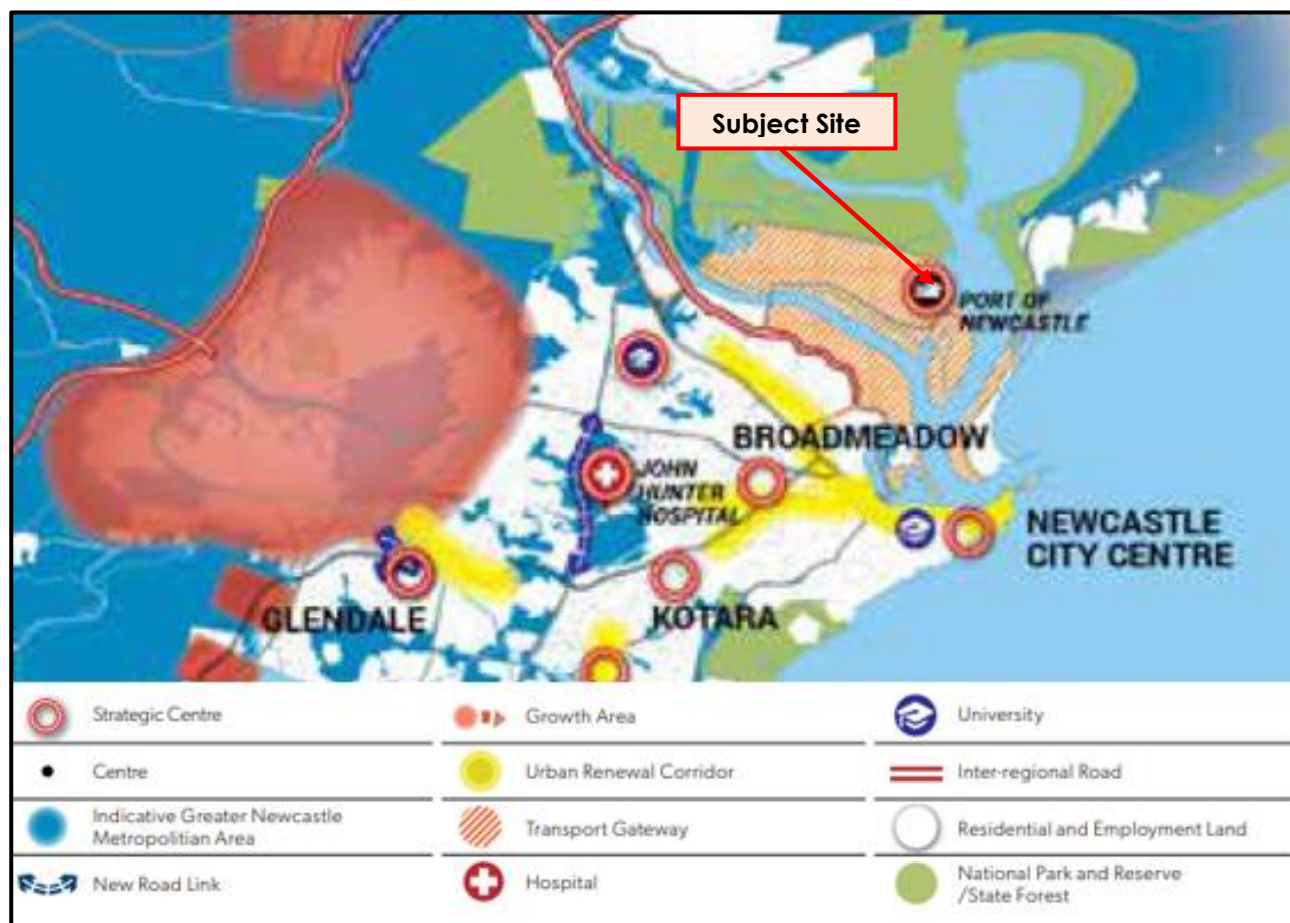 Subject Site
PORT OF
NEWCASTLE
BROADMEADOW
JOHN
HUNTER
HOSPITAL
NEWCASTLE
CITY CENTRE
GLENDALE
KOTARA
Strategic Centre
Growth Area
University
Centre
Urban Renewal Corridor
Inter-regional Road
Indicative Greater Newcastle
Metropolitian Area
Transport Gateway
Residential and Employment Land
New Road Link
Hospital
National Park and Reserve
/State Forest